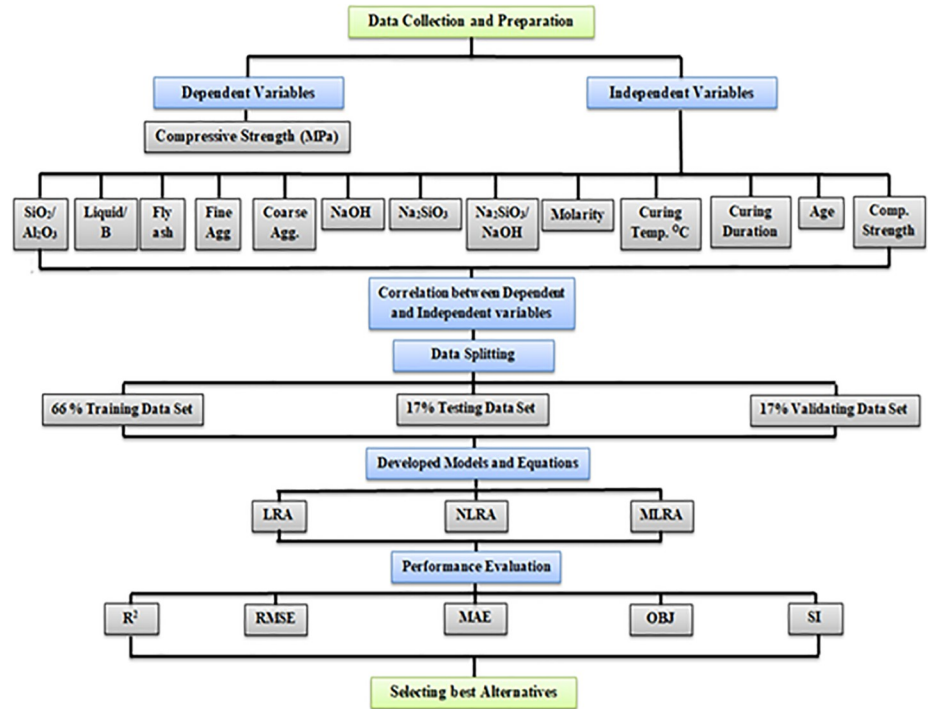 Data Collection and Preparation
Dependent Variables
Independent Variables
Compressive Strength (MPa)
SiO₂/
Al₂O₃
Liquid/
B
Fly
ash
Fine
Agg
Coarse
Agg.
NaOH
Na₂SiO₃
Na₂SiO₃/
NaOH
Molarity
Curing
Temp. ⁰C
Curing
Duration
Age
Comp.
Strength
Correlation between Dependent
and Independent variables
Data Splitting
66 % Training Data Set
17% Testing Data Set
17% Validating Data Set
Developed Models and Equations
LRA
NLRA
MLRA
Performance Evaluation
R²
RMSE
MAE
OBJ
SI
Selecting best Alternatives